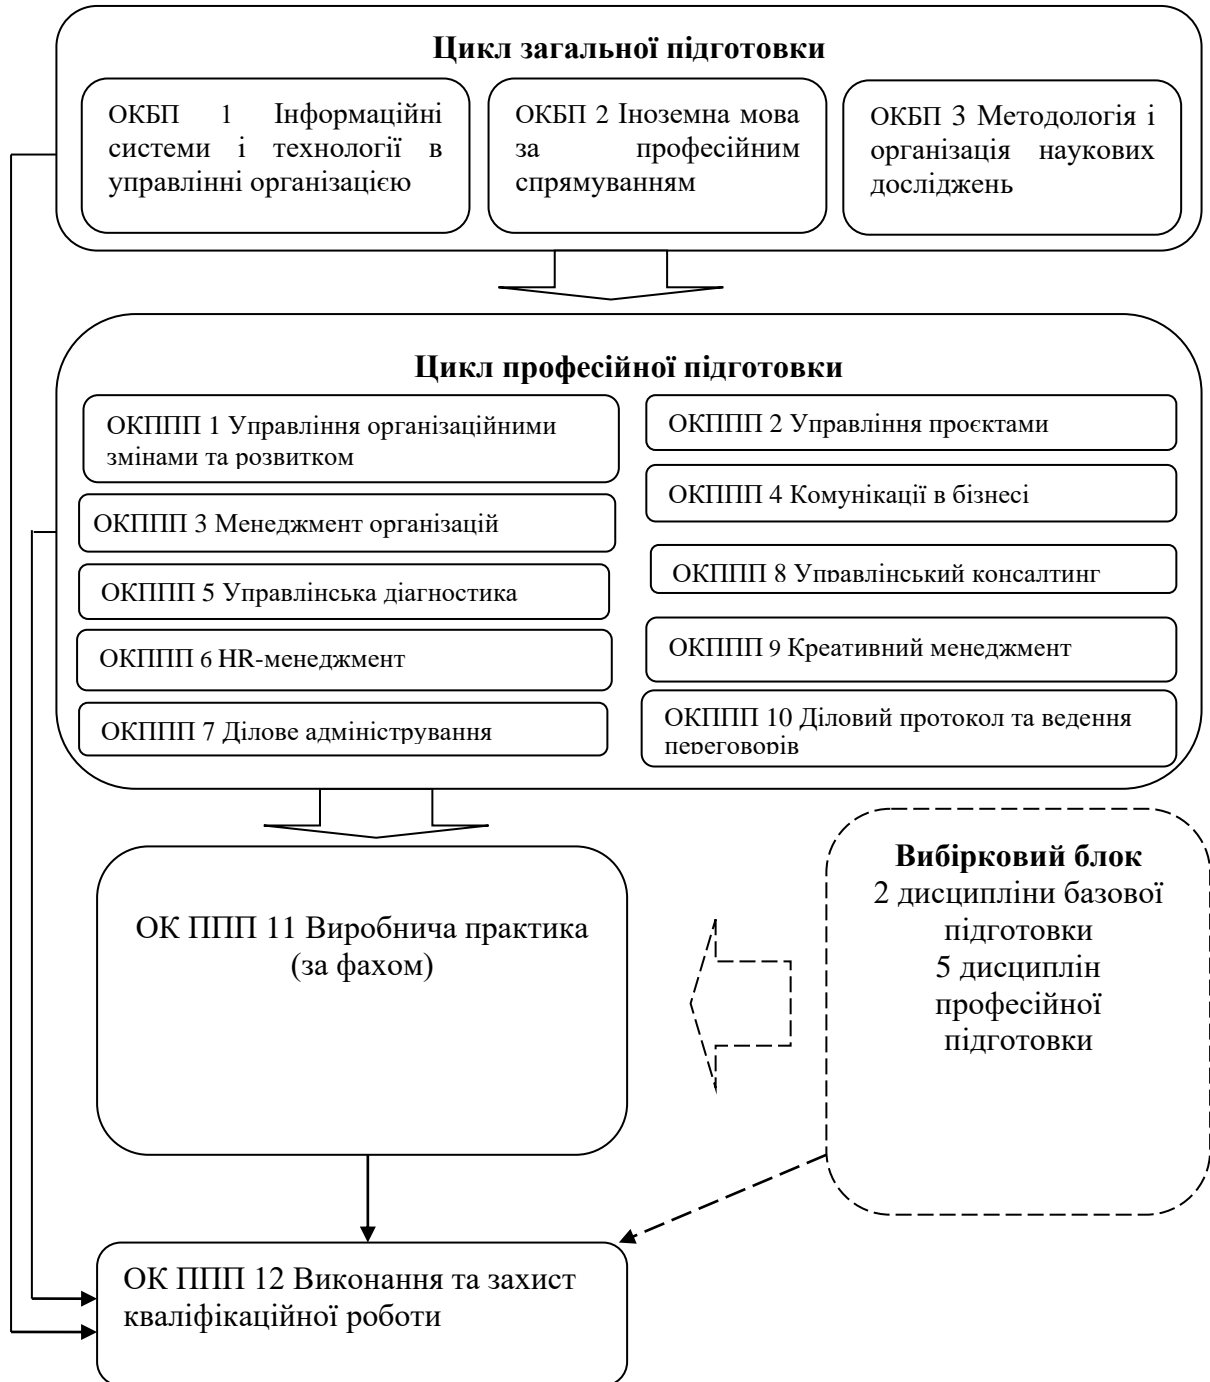 Цикл загальної підготовки
ОКБП 1 Інформаційні
системи і технології в
управлінні організацією
ОКБП 2 Іноземна мова
за професійним
спрямуванням
ОКБП 3 Методологія і
організація наукових
досліджень
Цикл професійної підготовки
ОКППП 1 Управління організаційними
змінами та розвитком
ОКППП 2 Управління проєктами
ОКППП 3 Менеджмент організацій
ОКППП 4 Комунікації в бізнесі
ОКППП 5 Управлінська діагностика
ОКППП 8 Управлінський консалтинг
ОКППП 6 HR-менеджмент
ОКППП 9 Креативний менеджмент
ОКППП 7 Ділове адміністрування
ОКППП 10 Діловий протокол та ведення
переговорів
ОК ППП 11 Виробнича практика
(за фахом)
Вибірковий блок
2 дисципліни базової
підготовки
5 дисциплін
професійної
підготовки
ОК ППП 12 Виконання та захист
кваліфікаційної роботи